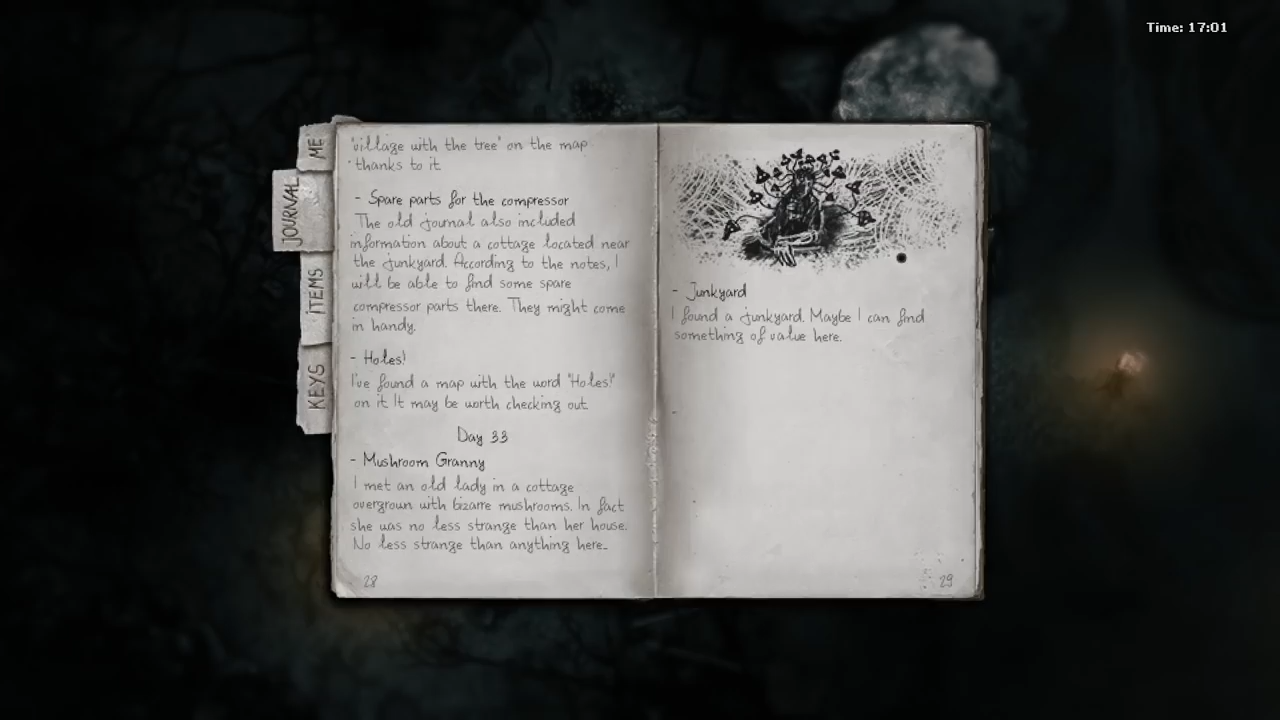 Time: 17:01
ME
JOURNAL
ITEMS
KEYS
'village with the tree' on the map
thanks to it
- Spare parts for the compressor
The old journal also included
information about a cottage located near
the junkyard. According to the notes, I
will be able to find some spare
compressor parts there. They might come
in handy.
- Holes!
I've found a map with the word "Holes!"
on it. It may be worth checking out.
Day 33
- Mushroom Granny
I met an old lady in a cottage
overgrown with bizarre mushrooms. In fact
she was no less strange than her house.
No less strange than anything here...
28
- Junkyard
I found a junkyard. Maybe I can find
something of value here.
29